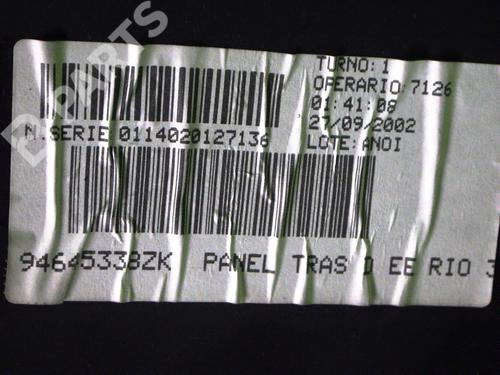 B PARTS
TURNO: 1
OPERARIO 7126
01:41:08
27/09.2002
N.SERIE 0114020127136
LOTE: ANOI
94645338ZK PANEL TRAS D EE RIO 3